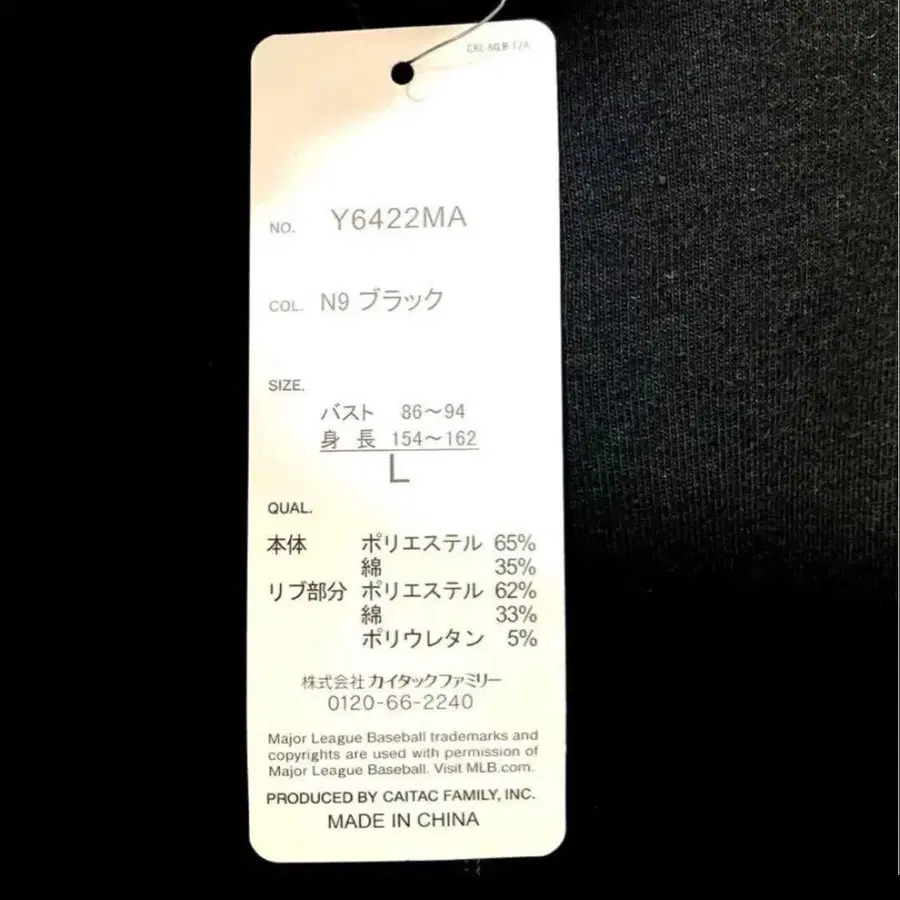 CKL-MLB-17A
NO. Y6422MA
COL. N9 ブラック
SIZE.
バスト 86～94
身長 154～162
L
QUAL.
本体 ポリエステル 65%
綿 35%
リブ部分 ポリエステル 62%
綿 33%
ポリウレタン 5%
株式会社 カイタックファミリー
0120-66-2240
Major League Baseball trademarks and
copyrights are used with permission of
Major League Baseball. Visit MLB.com.
PRODUCED BY CAITAC FAMILY, INC.
MADE IN CHINA